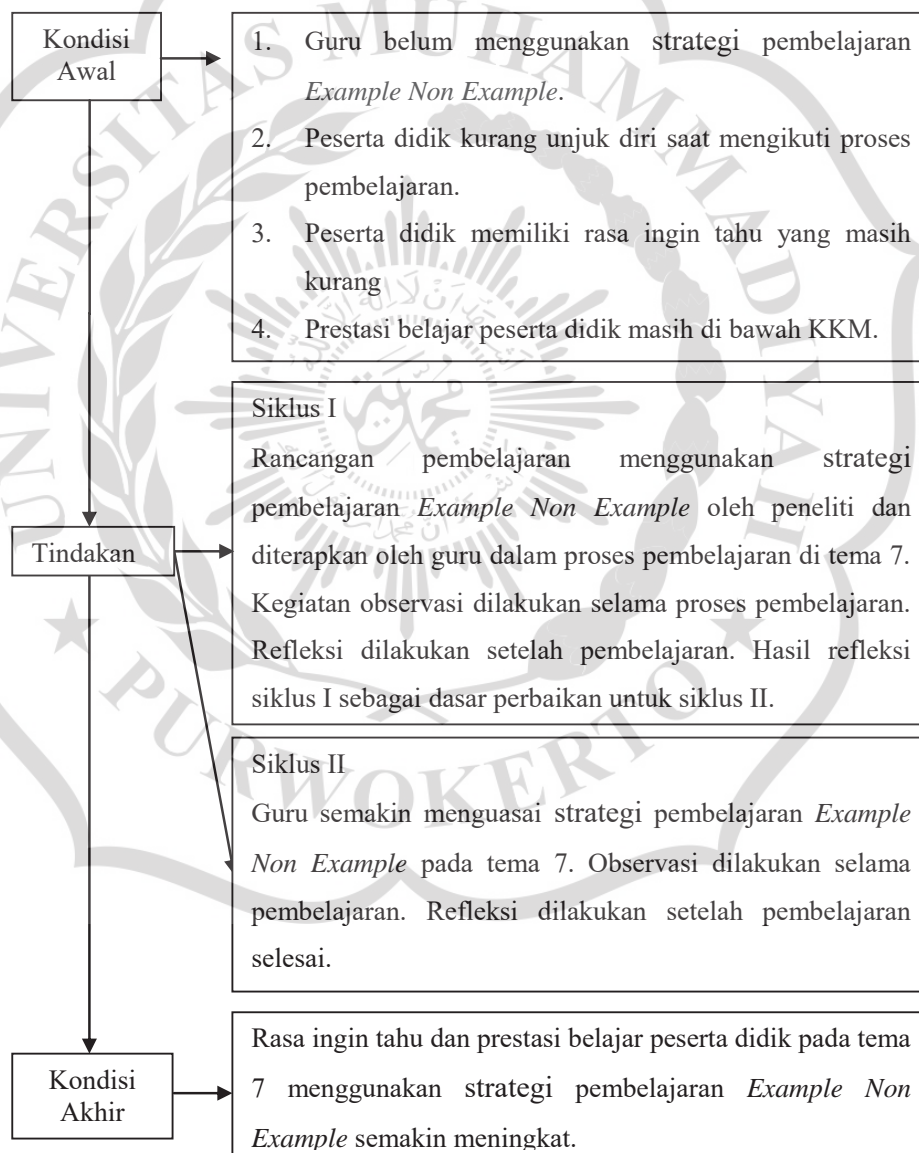 Kondisi
Awal
1. Guru belum menggunakan strategi pembelajaran
Example Non Example.
2. Peserta didik kurang unjuk diri saat mengikuti proses
pembelajaran.
3. Peserta didik memiliki rasa ingin tahu yang masih
kurang
4. Prestasi belajar peserta didik masih di bawah KKM.
Siklus I
Rancangan pembelajaran menggunakan strategi
pembelajaran Example Non Example oleh peneliti dan
diterapkan oleh guru dalam proses pembelajaran di tema 7.
Kegiatan observasi dilakukan selama proses pembelajaran.
Refleksi dilakukan setelah pembelajaran. Hasil refleksi
siklus I sebagai dasar perbaikan untuk siklus II.
Tindakan
Siklus II
Guru semakin menguasai strategi pembelajaran Example
Non Example pada tema 7. Observasi dilakukan selama
pembelajaran. Refleksi dilakukan setelah pembelajaran
selesai.
Kondisi
Akhir
Rasa ingin tahu dan prestasi belajar peserta didik pada tema
7 menggunakan strategi pembelajaran Example Non
Example semakin meningkat.
UNIVERSITAS MUHAMMADIYAH
PURWOKERTO